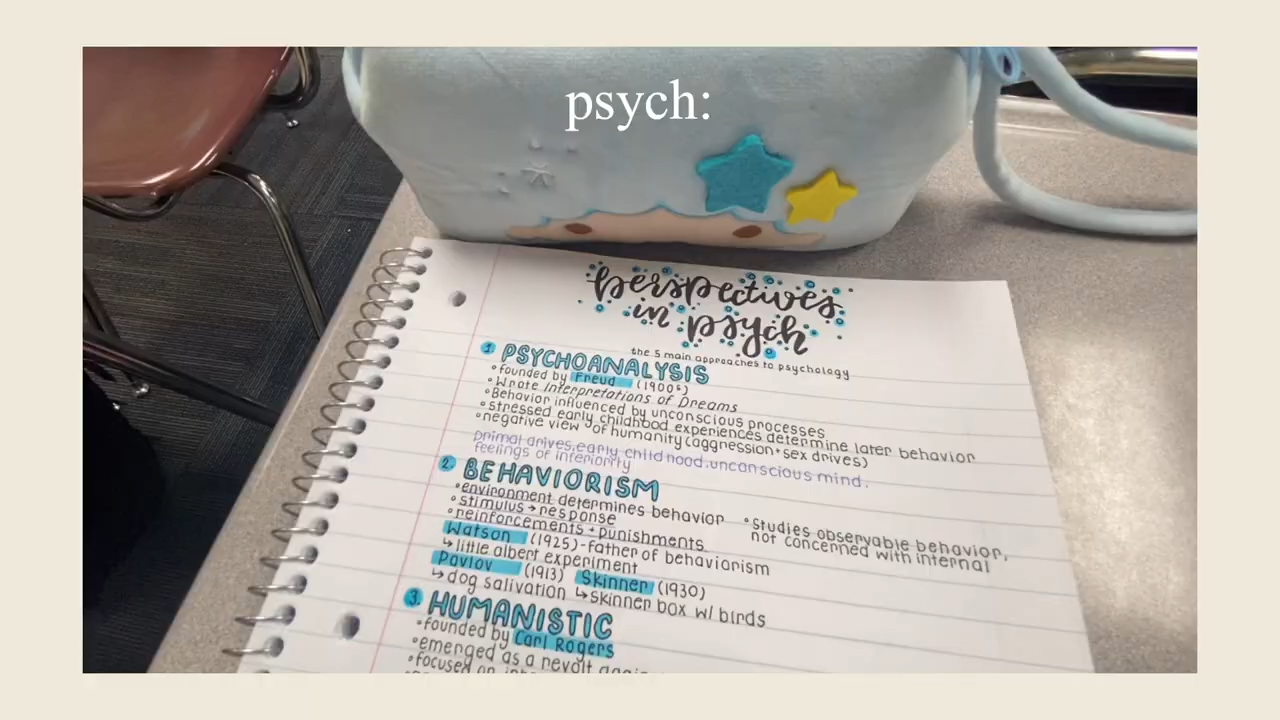 psych:
perspectives
in psych
the 5 main approaches to psychology
1 PSYCHOANALYSIS
°founded by Freud (1900s)
°Wrote Interpretations of Dreams
°Behavior influenced by unconscious processes
°Stressed early childhood experiences determine later behavior
°negative view of humanity (aggression + sex drives)
primal drives, early childhood, unconscious mind.
feelings of inferiority
2. BEHAVIORISM
°environment determines behavior
°stimulus → response
°reinforcements + punishments
°Studies observable behavior,
not concerned with internal
Watson (1925) - father of behaviorism
↳ little albert experiment
Pavlov (1913) Skinner (1930)
↳ dog salivation ↳ skinner box w/ birds
3. HUMANISTIC
°founded by Carl Rogers
°emerged as a revolt
°focused on